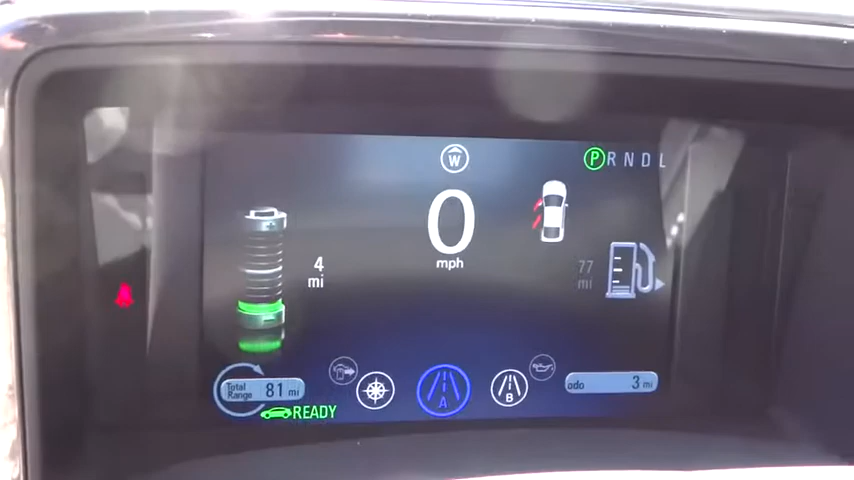 W
P R N D L
0
mph
4
mi
77
mi
Total
Range
81 mi
READY
A
B
odo
3 mi